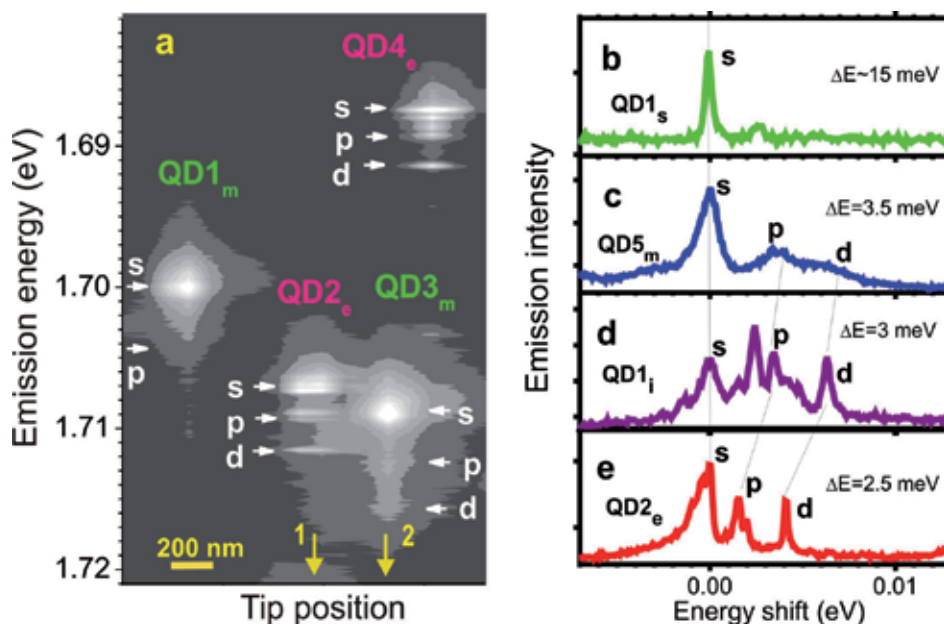 a
QD4e
s
p
d
QD1m
s
p
QD2e
QD3m
s
p
d
s
p
d
200 nm
1
2
1.69
1.70
1.71
1.72
Emission energy (eV)
Tip position
b
s
ΔE~15 meV
QD1s
c
s
p
d
ΔE=3.5 meV
QD5m
d
s
p
d
ΔE=3 meV
QD1i
e
s
p
d
ΔE=2.5 meV
QD2e
Emission intensity
0.00
0.01
Energy shift (eV)